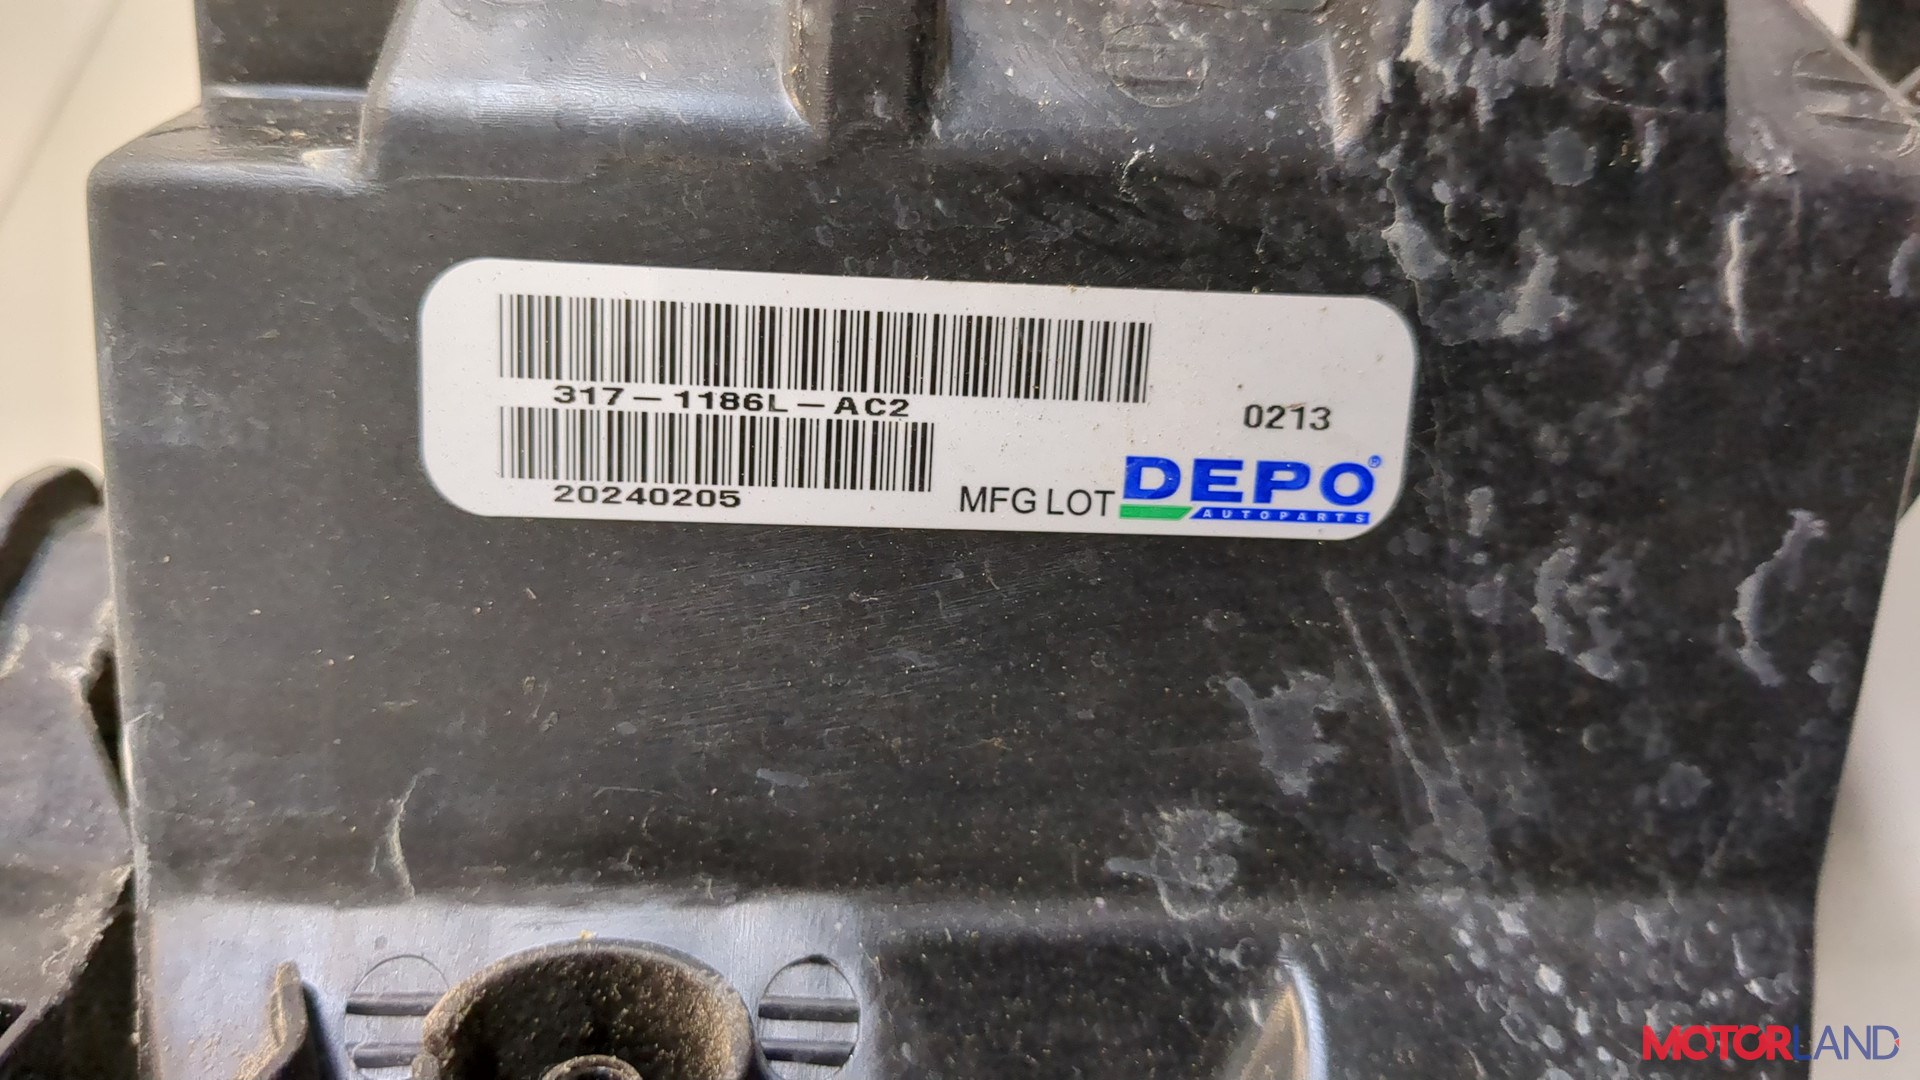 317-1186L-AC2
0213
20240205
MFG LOT
DEPO®
AUTOPARTS
MOTORLAND